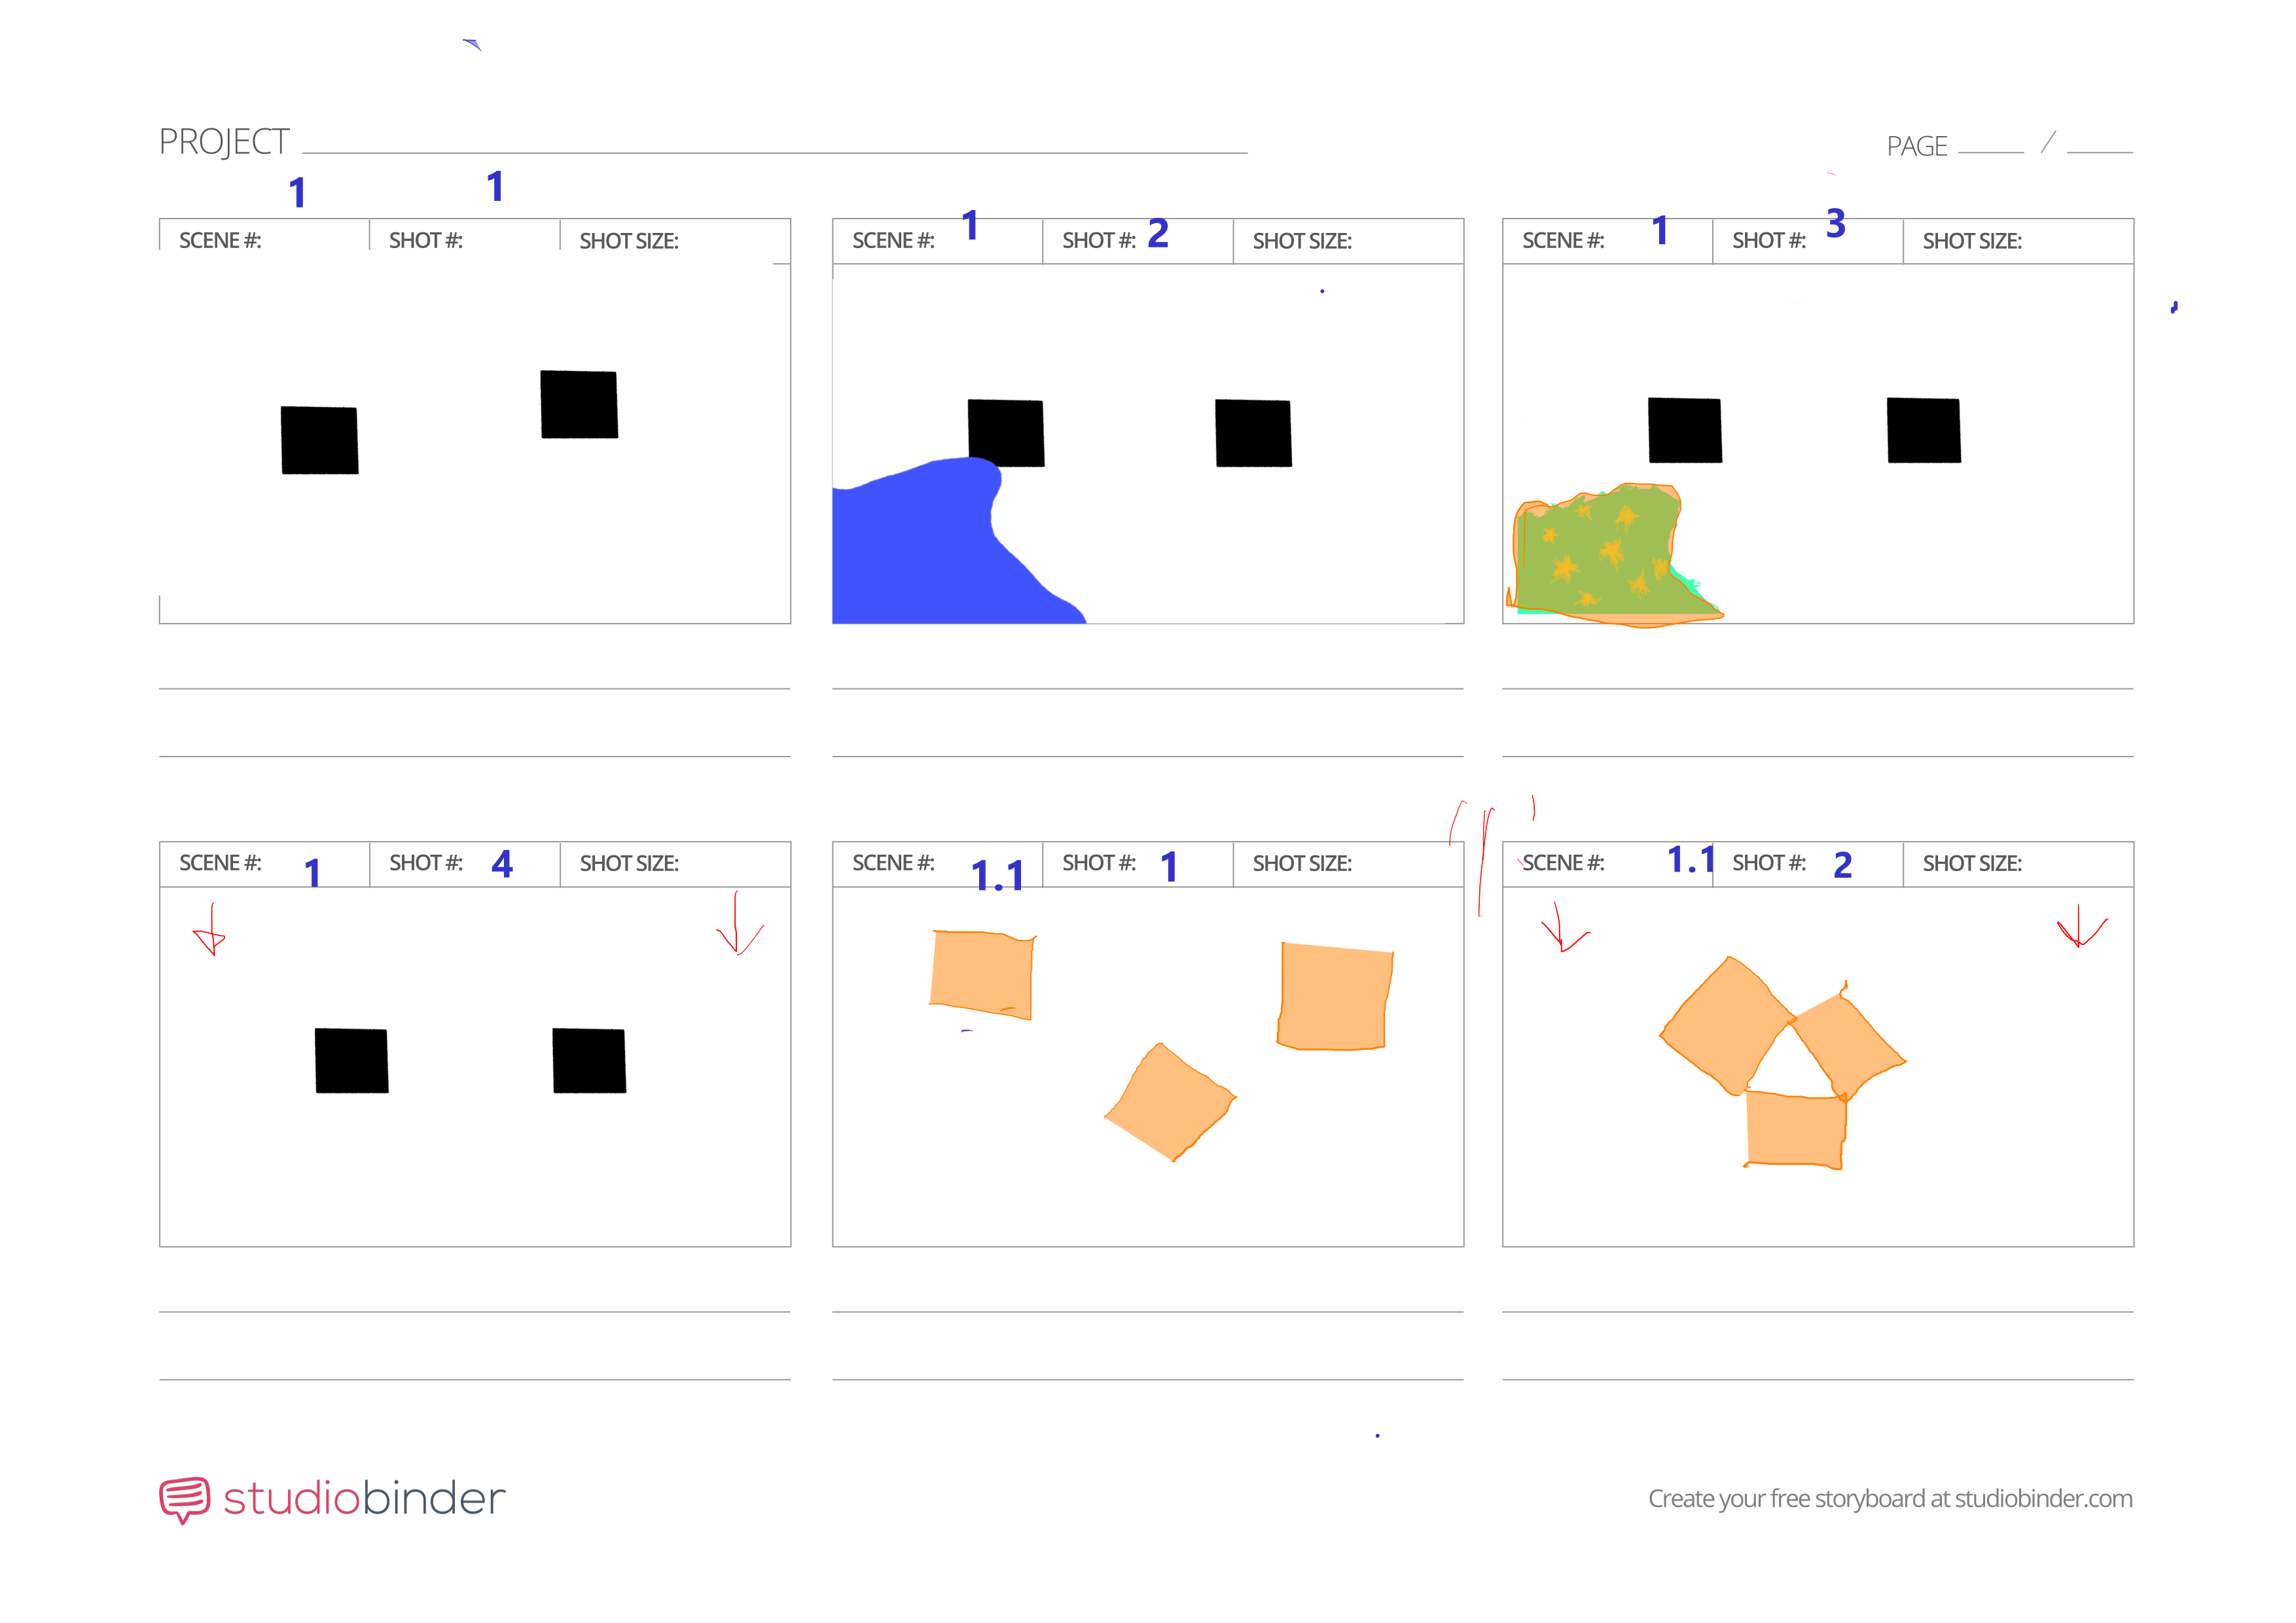 PROJECT PAGE /
1 1
SCENE #: SHOT #: SHOT SIZE:
SCENE #: 1 SHOT #: 2 SHOT SIZE:
SCENE #: 1 SHOT #: 3 SHOT SIZE:
SCENE #: 1 SHOT #: 4 SHOT SIZE:
SCENE #: 1.1 SHOT #: 1 SHOT SIZE:
SCENE #: 1.1 SHOT #: 2 SHOT SIZE:
studiobinder
Create your free storyboard at studiobinder.com